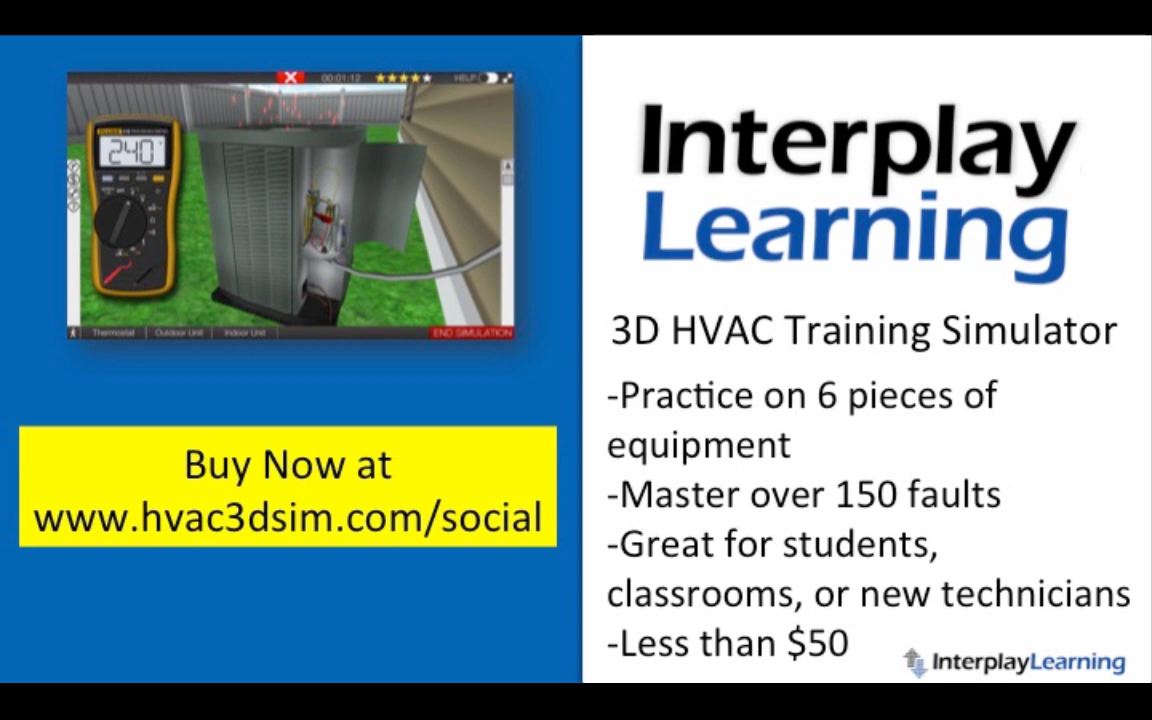 00:01:12
HELP
240
Thermostat
Outdoor Unit
Indoor Unit
END SIMULATION
Buy Now at
www.hvac3dsim.com/social
Interplay
Learning
3D HVAC Training Simulator
-Practice on 6 pieces of
equipment
-Master over 150 faults
-Great for students,
classrooms, or new technicians
-Less than $50
InterplayLearning